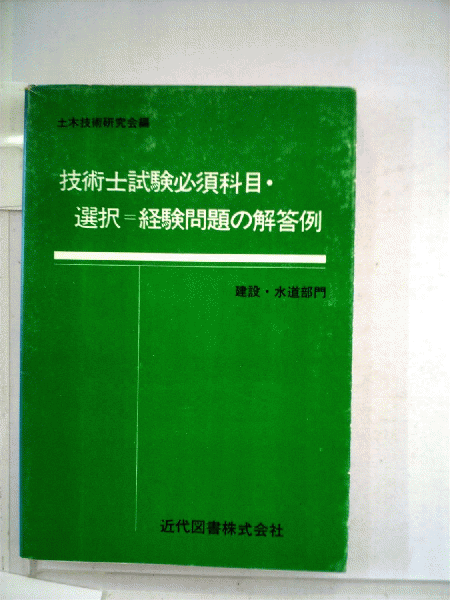 土木技術研究会編
技術士試験必須科目・
選択=経験問題の解答例
建設・水道部門
近代図書株式会社